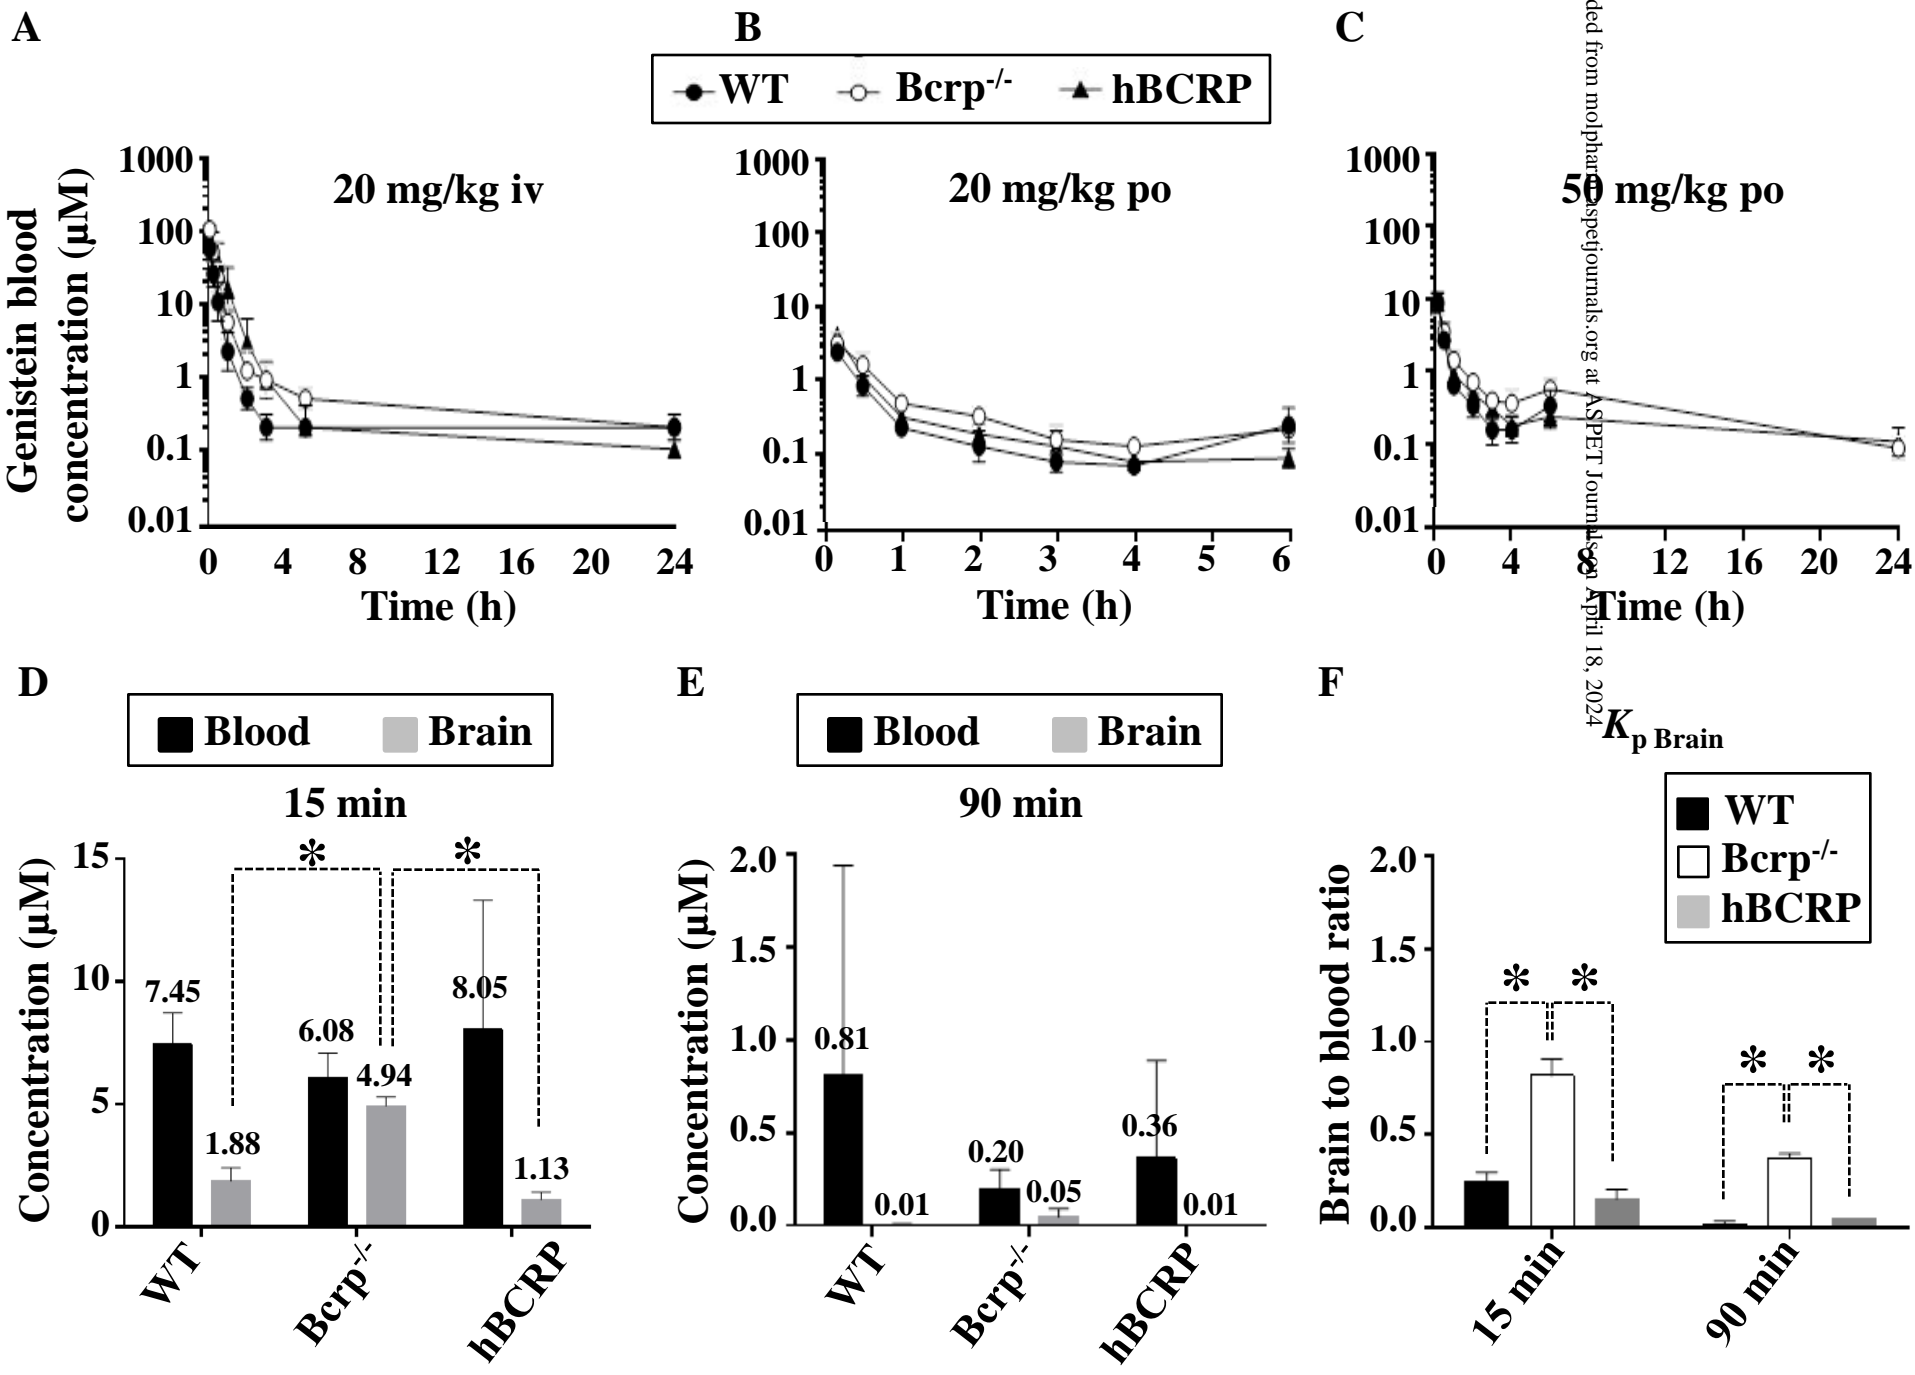 A
B
C
WT Bcrp-/- hBCRP
Genistein blood
concentration (µM)
1000
100
10
1
0.1
0.01
20 mg/kg iv
0 4 8 12 16 20 24
Time (h)
1000
100
10
1
0.1
0.01
20 mg/kg po
0 1 2 3 4 5 6
Time (h)
1000
100
10
1
0.1
0.01
50 mg/kg po
0 4 8 12 16 20 24
Time (h)
ded from molpharm.aspetjournals.org at ASPET Journals on April 18, 2024
D
Blood Brain
15 min
Concentration (µM)
15
10
5
0
* *
7.45
1.88
6.08
4.94
8.05
1.13
WT
Bcrp-/-
hBCRP
E
Blood Brain
90 min
Concentration (µM)
2.0
1.5
1.0
0.5
0.0
0.81
0.01
0.20
0.05
0.36
0.01
WT
Bcrp-/-
hBCRP
F
Kp Brain
WT
Bcrp-/-
hBCRP
Brain to blood ratio
2.0
1.5
1.0
0.5
0.0
* *
* *
15 min
90 min